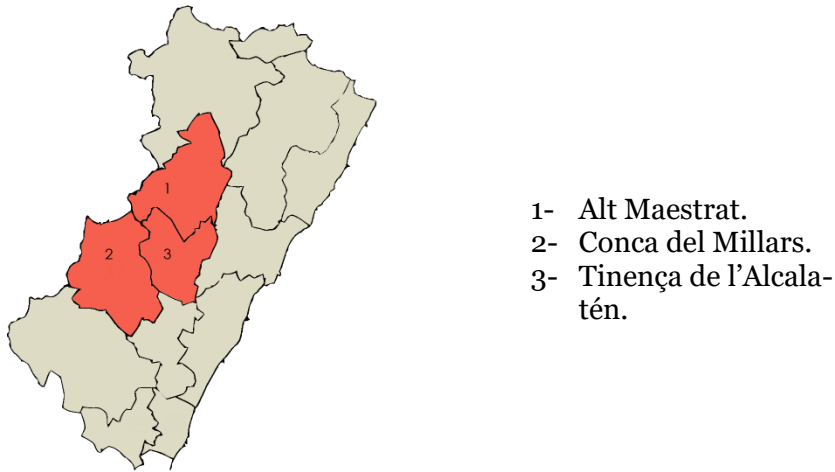 1
2
3
1- Alt Maestrat.
2- Conca del Millars.
3- Tinença de l’Alcala-
tén.